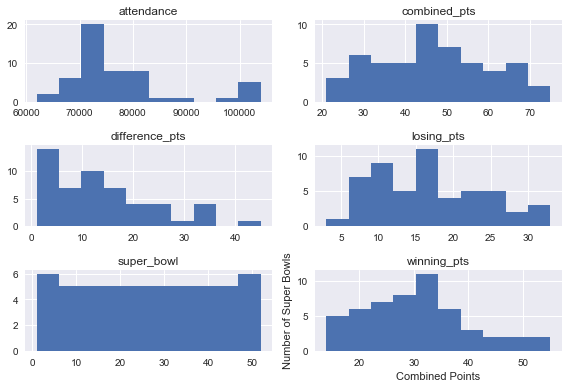 attendance
20
10
0
60000 70000 80000 90000 100000
combined_pts
10
5
0
20 30 40 50 60 70
difference_pts
10
5
0
0 10 20 30 40
losing_pts
10
5
0
5 10 15 20 25 30
super_bowl
6
4
2
0
0 10 20 30 40 50
winning_pts
Number of Super Bowls
10
5
0
20 30 40 50
Combined Points